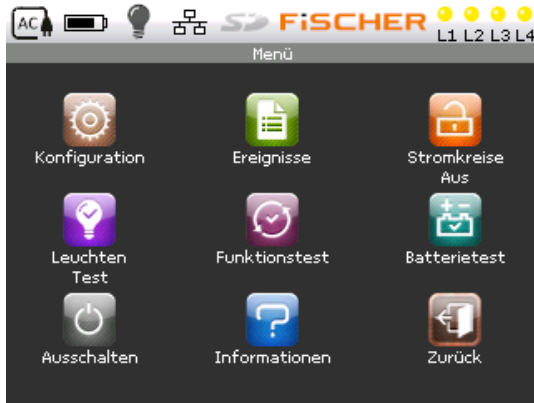 AC
SD FiSCHER
L1 L2 L3 L4
Menü
Konfiguration
Ereignisse
Stromkreise
Aus
Leuchten
Test
Funktionstest
Batterietest
Ausschalten
Informationen
Zurück